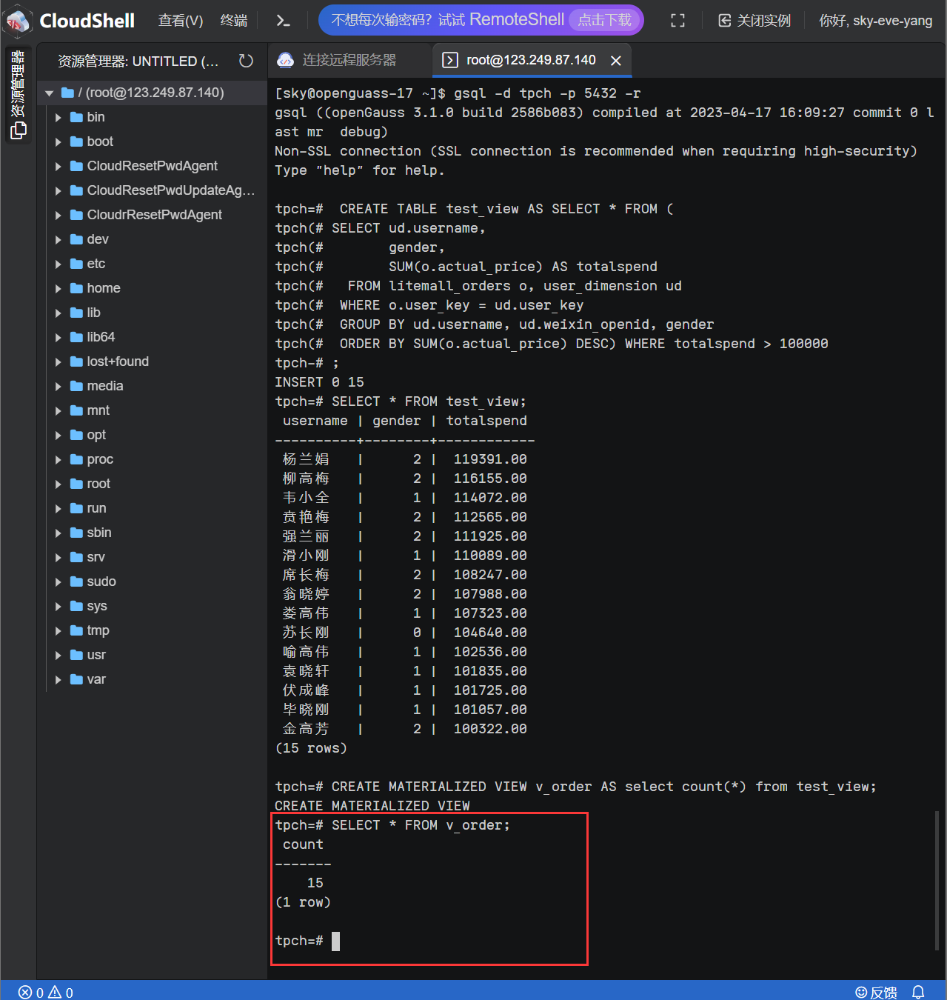 CloudShell 查看(V) 终端 不想每次输密码? 试试 RemoteShell 点击下载 关闭实例 你好, sky-eve-yang
资源管理器
资源管理器: UNTITLED (...
连接远程服务器 root@123.249.87.140
/ (root@123.249.87.140)
bin
boot
CloudResetPwdAgent
CloudResetPwdUpdateAg...
CloudrResetPwdAgent
dev
etc
home
lib
lib64
lost+found
media
mnt
opt
proc
root
run
sbin
srv
sudo
sys
tmp
usr
var
[sky@openguass-17 ~]$ gsql -d tpch -p 5432 -r
gsql ((openGauss 3.1.0 build 2586b083) compiled at 2023-04-17 16:09:27 commit 0 l
ast mr  debug)
Non-SSL connection (SSL connection is recommended when requiring high-security)
Type "help" for help.
tpch=#  CREATE TABLE test_view AS SELECT * FROM (
tpch(# SELECT ud.username,
tpch(#        gender,
tpch(#        SUM(o.actual_price) AS totalspend
tpch(#   FROM litemall_orders o, user_dimension ud
tpch(#  WHERE o.user_key = ud.user_key
tpch(#  GROUP BY ud.username, ud.weixin_openid, gender
tpch(#  ORDER BY SUM(o.actual_price) DESC) WHERE totalspend > 100000
tpch-# ;
INSERT 0 15
tpch=# SELECT * FROM test_view;
 username | gender | totalspend
----------+--------+------------
 杨兰娟   |      2 |  119391.00
 柳高梅   |      2 |  116155.00
 韦小全   |      1 |  114072.00
 贲艳梅   |      2 |  112565.00
 强兰丽   |      2 |  111925.00
 滑小刚   |      1 |  110089.00
 席长梅   |      2 |  108247.00
 翁晓婷   |      2 |  107988.00
 娄高伟   |      1 |  107323.00
 苏长刚   |      0 |  104640.00
 喻高伟   |      1 |  102536.00
 袁晓轩   |      1 |  101835.00
 伏成峰   |      1 |  101725.00
 毕晓刚   |      1 |  101057.00
 金高芳   |      2 |  100322.00
(15 rows)
tpch=# CREATE MATERIALIZED VIEW v_order AS select count(*) from test_view;
CREATE MATERIALIZED VIEW
tpch=# SELECT * FROM v_order;
 count
-------
    15
(1 row)
tpch=#
0 0 反馈